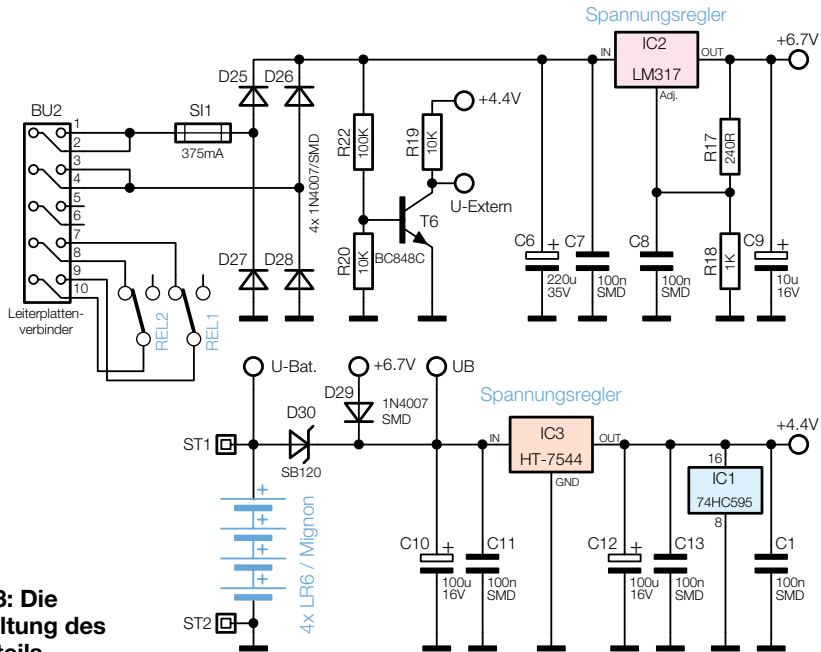 Spannungsregler
IC2
LM317
IN
OUT
Adj.
+6.7V
BU2
1
2
3
4
5
6
7
8
9
10
Leiterplatten-
verbinder
SI1
375mA
D25
D26
D27
D28
4x 1N4007/SMD
R22
100K
R19
10K
+4.4V
U-Extern
T6
BC848C
R20
10K
C6
+
220u
35V
C7
100n
SMD
C8
100n
SMD
R17
240R
R18
1K
C9
+
10u
16V
REL2
REL1
U-Bat.
+6.7V
UB
D29
1N4007
SMD
D30
SB120
ST1
ST2
+
+
+
+
4x LR6 / Mignon
Spannungsregler
IC3
HT-7544
IN
OUT
GND
+4.4V
16
IC1
74HC595
8
C10
+
100u
16V
C11
100n
SMD
C12
+
100u
16V
C13
100n
SMD
C1
100n
SMD
3: Die
ltung des
teils